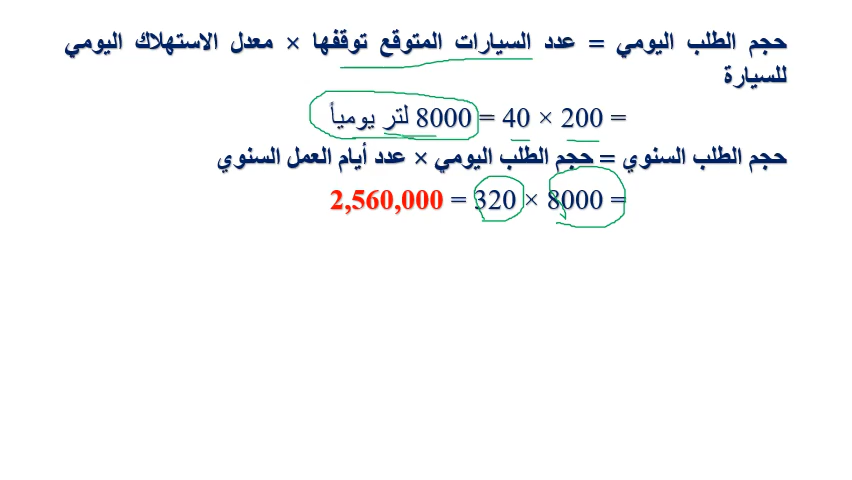 حجم الطلب اليومي = عدد السيارات المتوقع توقفها × معدل الاستهلاك اليومي
للسيارة
= 200 × 40 = 8000 لتر يومياً
حجم الطلب السنوي = حجم الطلب اليومي × عدد أيام العمل السنوي
= 8000 × 320 = 2,560,000